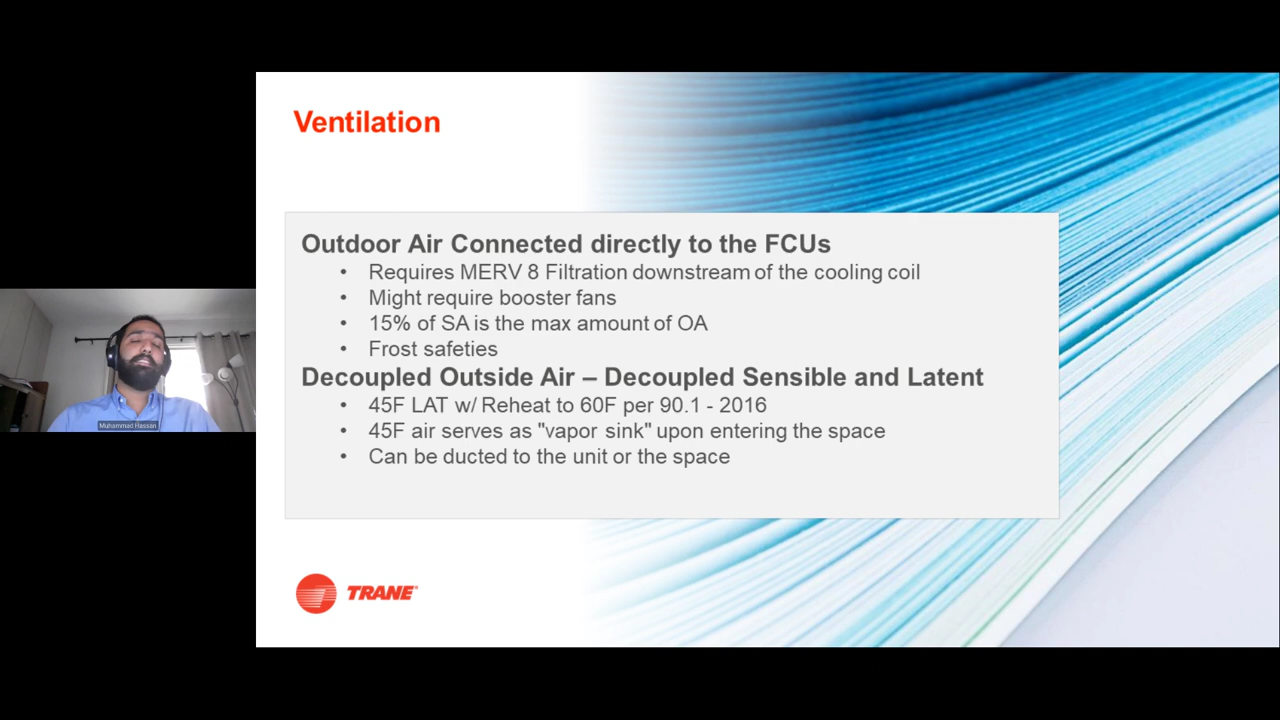 Ventilation
Outdoor Air Connected directly to the FCUs
• Requires MERV 8 Filtration downstream of the cooling coil
• Might require booster fans
• 15% of SA is the max amount of OA
• Frost safeties
Decoupled Outside Air – Decoupled Sensible and Latent
• 45F LAT w/ Reheat to 60F per 90.1 - 2016
• 45F air serves as "vapor sink" upon entering the space
• Can be ducted to the unit or the space
Muhammad Hassan
TRANE®